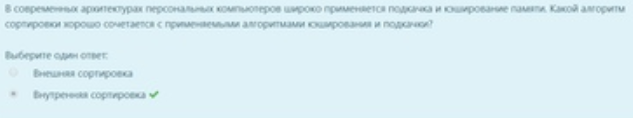 В современных архитектурах персональных компьютеров широко применяется подкачка и кэширование памяти. Какой алгоритм
сортировки хорошо сочетается с применяемыми алгоритмами кэширования и подкачки?
Выберите один ответ:
Внешняя сортировка
Внутренняя сортировка